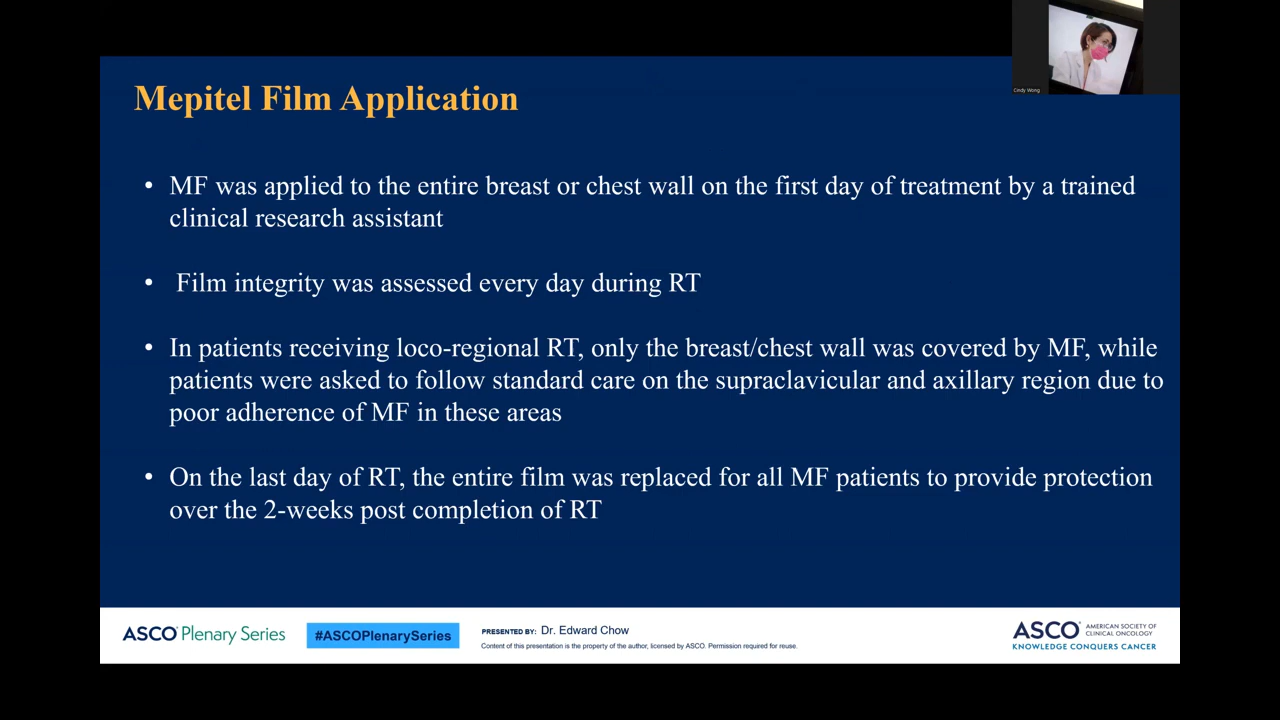 Cindy Wong
Mepitel Film Application
• MF was applied to the entire breast or chest wall on the first day of treatment by a trained
clinical research assistant
• Film integrity was assessed every day during RT
• In patients receiving loco-regional RT, only the breast/chest wall was covered by MF, while
patients were asked to follow standard care on the supraclavicular and axillary region due to
poor adherence of MF in these areas
• On the last day of RT, the entire film was replaced for all MF patients to provide protection
over the 2-weeks post completion of RT
ASCO Plenary Series
#ASCOPlenarySeries
PRESENTED BY: Dr. Edward Chow
Content of this presentation is the property of the author, licensed by ASCO. Permission required for reuse.
ASCO AMERICAN SOCIETY OF
CLINICAL ONCOLOGY
KNOWLEDGE CONQUERS CANCER